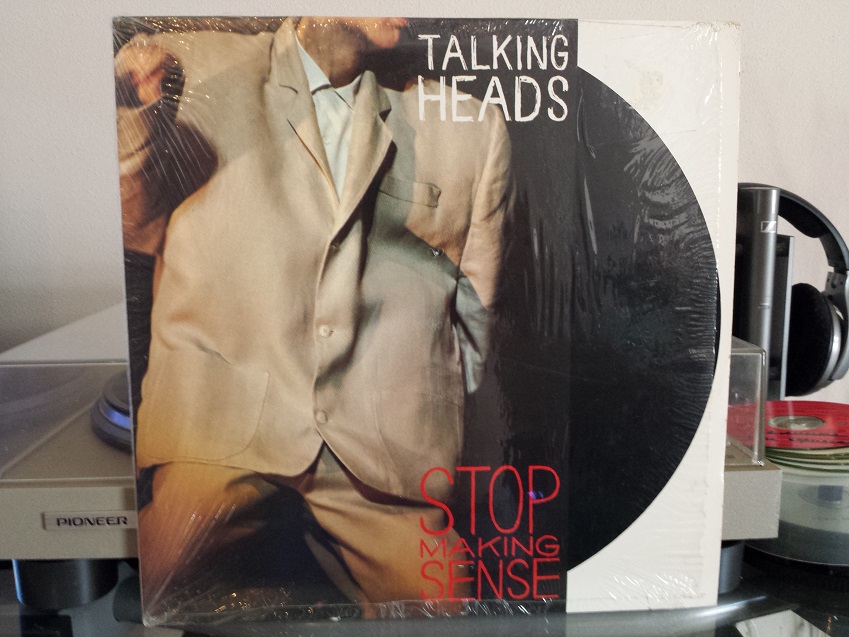 TALKING
HEADS
STOP
MAKING
SENSE
PIONEER